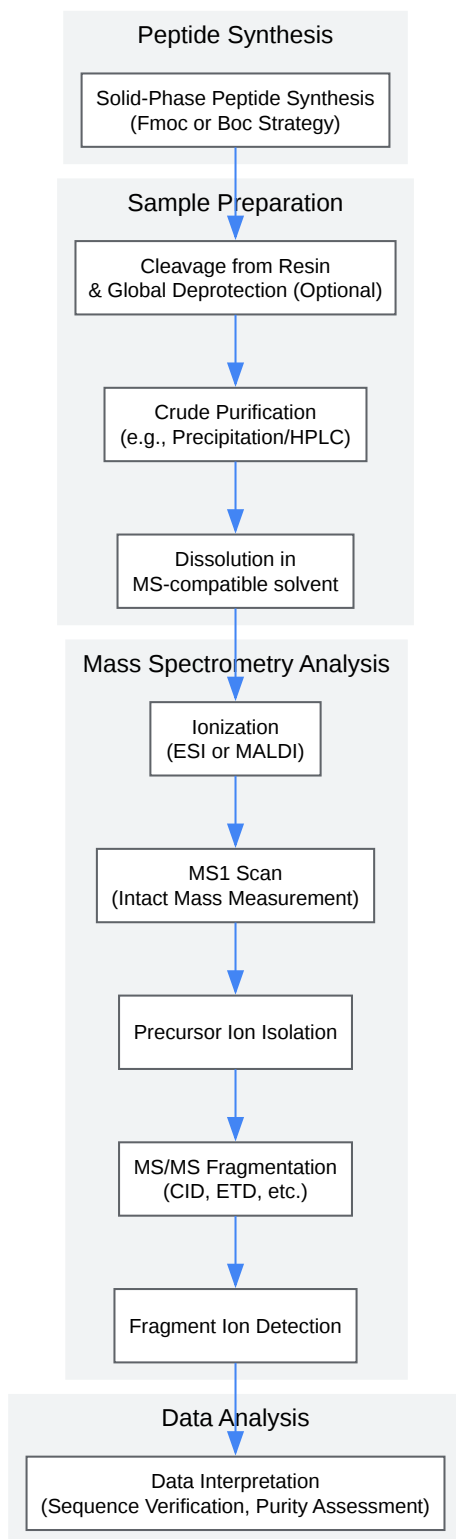 Peptide Synthesis
Solid-Phase Peptide Synthesis
(Fmoc or Boc Strategy)
Sample Preparation
Cleavage from Resin
& Global Deprotection (Optional)
Crude Purification
(e.g., Precipitation/HPLC)
Dissolution in
MS-compatible solvent
Mass Spectrometry Analysis
Ionization
(ESI or MALDI)
MS1 Scan
(Intact Mass Measurement)
Precursor Ion Isolation
MS/MS Fragmentation
(CID, ETD, etc.)
Fragment Ion Detection
Data Analysis
Data Interpretation
(Sequence Verification, Purity Assessment)